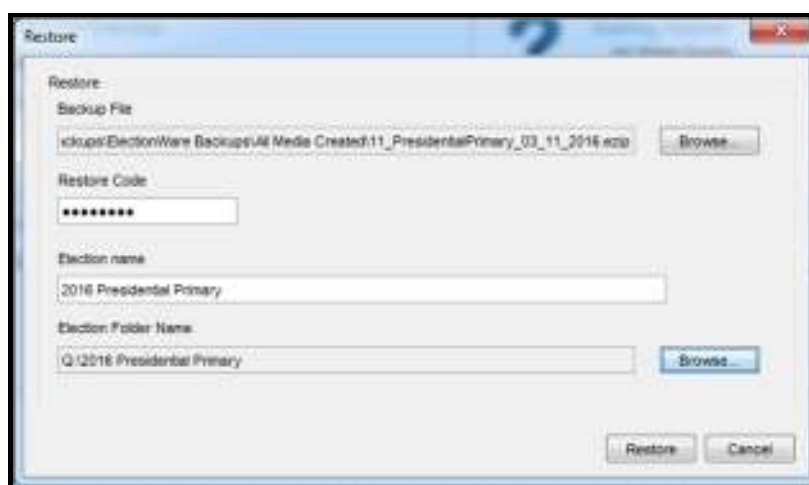 Restore
Restore
Backup File
ckups\ElectionWare Backups\All Media Created\11_PresidentialPrimary_03_11_2016.ezip
Browse...
Restore Code
••••••••
Election name
2016 Presidential Primary
Election Folder Name
Q:\2016 Presidential Primary
Browse...
Restore
Cancel